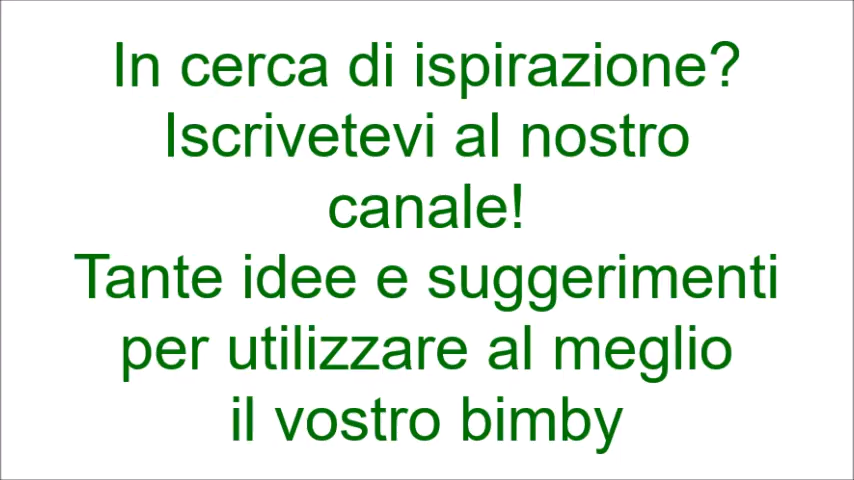 In cerca di ispirazione?
Iscrivetevi al nostro
canale!
Tante idee e suggerimenti
per utilizzare al meglio
il vostro bimby